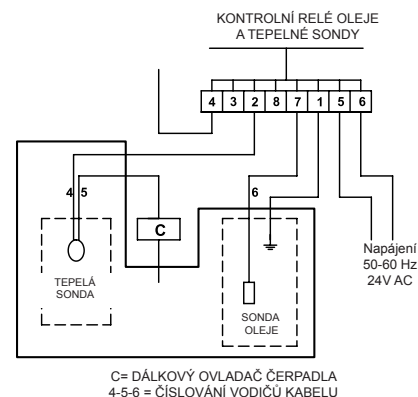 KONTROLNÍ RELÉ OLEJE
A TEPELNÉ SONDY
4 3 2 8 7 1 5 6
4 5
6
C
TEPELÁ
SONDA
SONDA
OLEJE
Napájení
50-60 Hz
24V AC
C= DÁLKOVÝ OVLADAČ ČERPADLA
4-5-6 = ČÍSLOVÁNÍ VODIČŮ KABELU